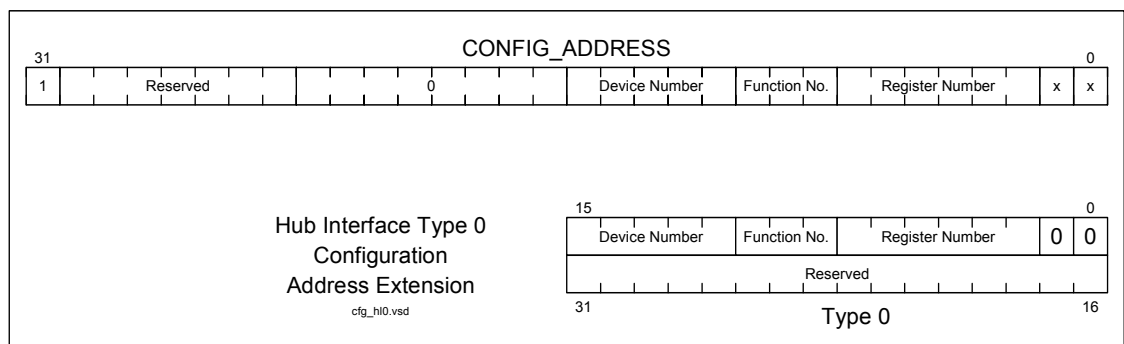 CONFIG_ADDRESS
31 0
1 Reserved 0 Device Number Function No. Register Number x x
15 0
Hub Interface Type 0
Configuration
Address Extension
cfg_hl0.vsd
Device Number Function No. Register Number 0 0
Reserved
31 16
Type 0